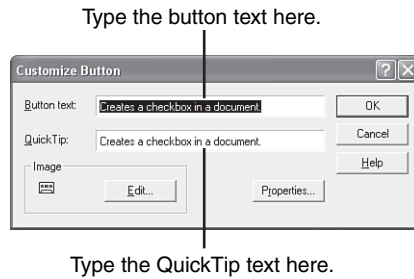 Type the button text here.
Customize Button
Button text: Creates a checkbox in a document. OK
QuickTip: Creates a checkbox in a document. Cancel
Help
Image
Edit... Properties...
Type the QuickTip text here.